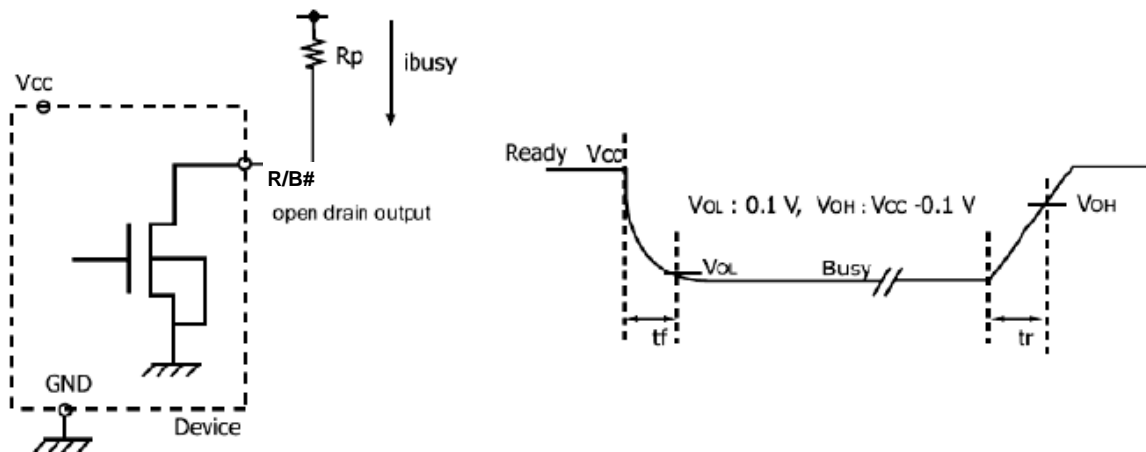 Rp
ibusy
Vcc
R/B#
open drain output
GND
Device
Ready Vcc
VOL : 0.1 V, VOH : VCC -0.1 V
VOH
VOL
Busy
tf
tr